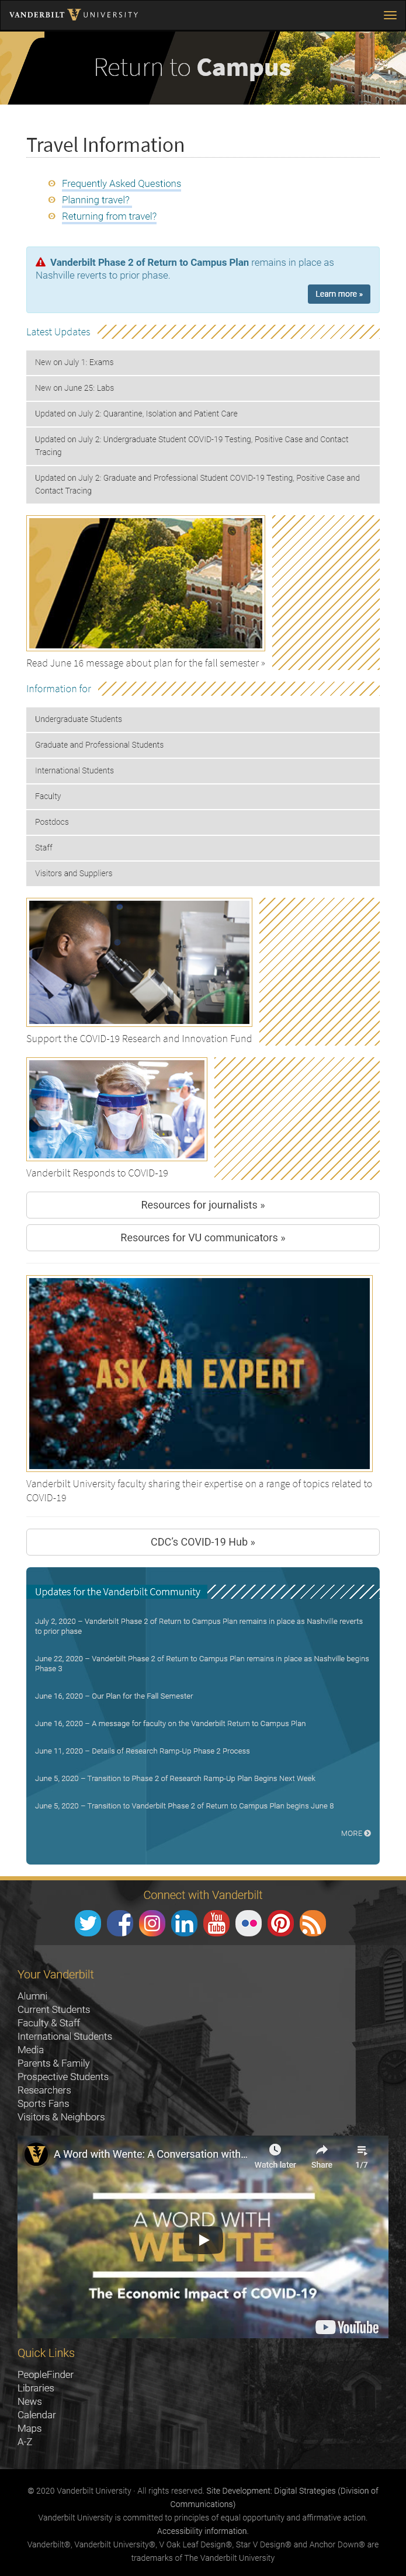 VANDERBILT V UNIVERSITY
Return to Campus
Travel Information
Frequently Asked Questions
Planning travel?
Returning from travel?
Vanderbilt Phase 2 of Return to Campus Plan remains in place as
Nashville reverts to prior phase.
Learn more »
Latest Updates
New on July 1: Exams
New on June 25: Labs
Updated on July 2: Quarantine, Isolation and Patient Care
Updated on July 2: Undergraduate Student COVID-19 Testing, Positive Case and Contact
Tracing
Updated on July 2: Graduate and Professional Student COVID-19 Testing, Positive Case and
Contact Tracing
Read June 16 message about plan for the fall semester »
Information for
Undergraduate Students
Graduate and Professional Students
International Students
Faculty
Postdocs
Staff
Visitors and Suppliers
Support the COVID-19 Research and Innovation Fund
Vanderbilt Responds to COVID-19
Resources for journalists »
Resources for VU communicators »
ASK AN EXPERT
Vanderbilt University faculty sharing their expertise on a range of topics related to
COVID-19
CDC's COVID-19 Hub »
Updates for the Vanderbilt Community
July 2, 2020 – Vanderbilt Phase 2 of Return to Campus Plan remains in place as Nashville reverts
to prior phase
June 22, 2020 – Vanderbilt Phase 2 of Return to Campus Plan remains in place as Nashville begins
Phase 3
June 16, 2020 – Our Plan for the Fall Semester
June 16, 2020 – A message for faculty on the Vanderbilt Return to Campus Plan
June 11, 2020 – Details of Research Ramp-Up Phase 2 Process
June 5, 2020 – Transition to Phase 2 of Research Ramp-Up Plan Begins Next Week
June 5, 2020 – Transition to Vanderbilt Phase 2 of Return to Campus Plan begins June 8
MORE
Connect with Vanderbilt
You Tube
Your Vanderbilt
Alumni
Current Students
Faculty & Staff
International Students
Media
Parents & Family
Prospective Students
Researchers
Sports Fans
Visitors & Neighbors
A Word with Wente: A Conversation with...
Watch later
Share
1/7
A WORD WITH
WENTE
The Economic Impact of COVID-19
YouTube
Quick Links
PeopleFinder
Libraries
News
Calendar
Maps
A-Z
© 2020 Vanderbilt University · All rights reserved. Site Development: Digital Strategies (Division of
Communications)
Vanderbilt University is committed to principles of equal opportunity and affirmative action.
Accessibility information.
Vanderbilt®, Vanderbilt University®, V Oak Leaf Design®, Star V Design® and Anchor Down® are
trademarks of The Vanderbilt University